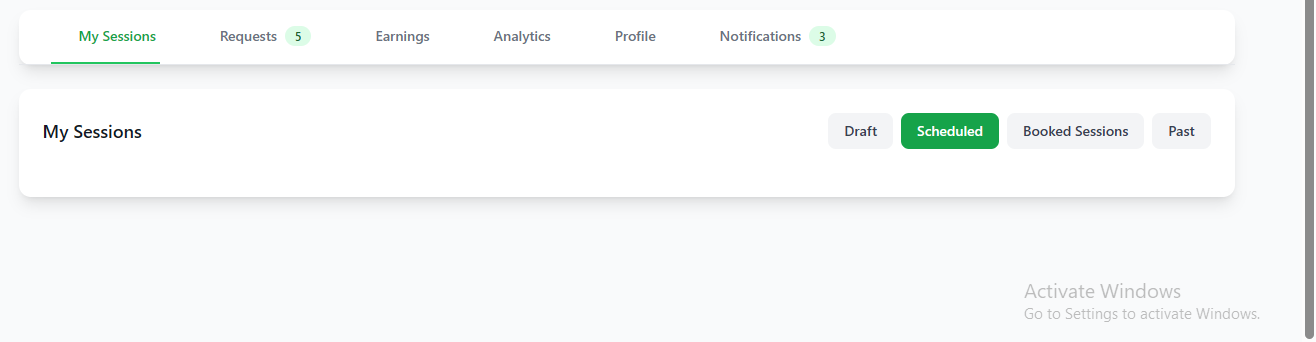 My Sessions Requests 5 Earnings Analytics Profile Notifications 3
My Sessions Draft Scheduled Booked Sessions Past
Activate Windows
Go to Settings to activate Windows.